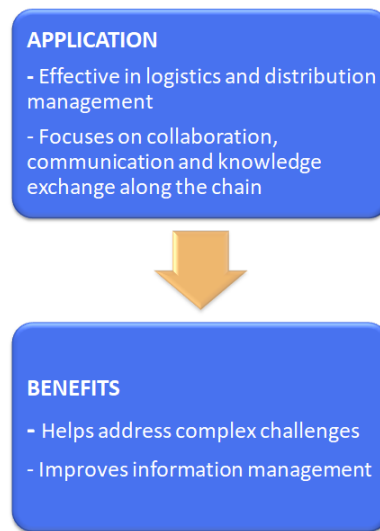 APPLICATION
- Effective in logistics and distribution
management
- Focuses on collaboration,
communication and knowledge
exchange along the chain
BENEFITS
- Helps address complex challenges
- Improves information management